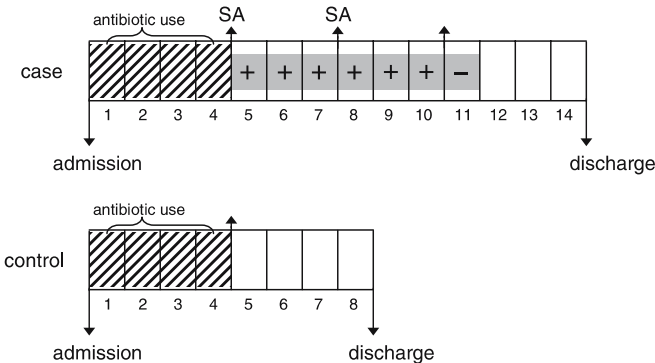 SA SA
antibiotic use
case
+ + + + + + −
1 2 3 4 5 6 7 8 9 10 11 12 13 14
admission discharge
antibiotic use
control
1 2 3 4 5 6 7 8
admission discharge